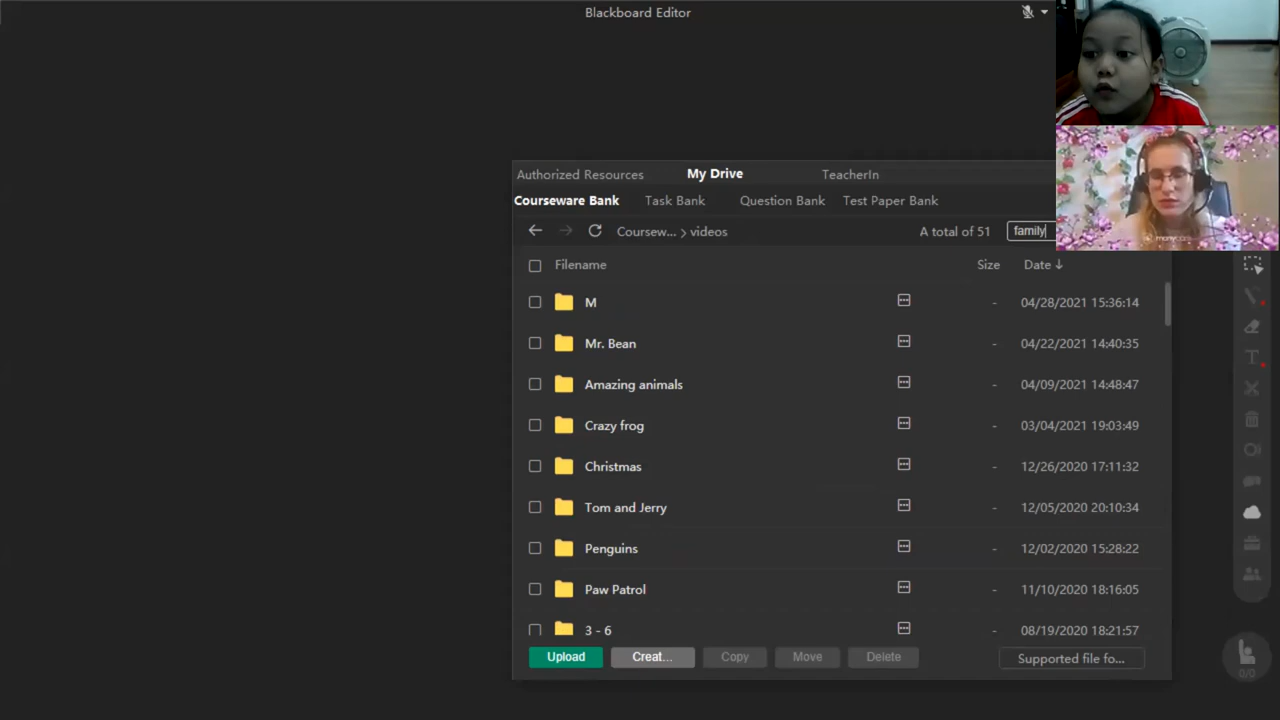 Blackboard Editor
Authorized Resources My Drive TeacherIn
Courseware Bank Task Bank Question Bank Test Paper Bank
Coursew... > videos A total of 51 family
Filename Size Date ↓
M - 04/28/2021 15:36:14
Mr. Bean - 04/22/2021 14:40:35
Amazing animals - 04/09/2021 14:48:47
Crazy frog - 03/04/2021 19:03:49
Christmas - 12/26/2020 17:11:32
Tom and Jerry - 12/05/2020 20:10:34
Penguins - 12/02/2020 15:28:22
Paw Patrol - 11/10/2020 18:16:05
3 - 6 - 08/19/2020 18:21:57
Upload Creat... Copy Move Delete Supported file fo...
0/0